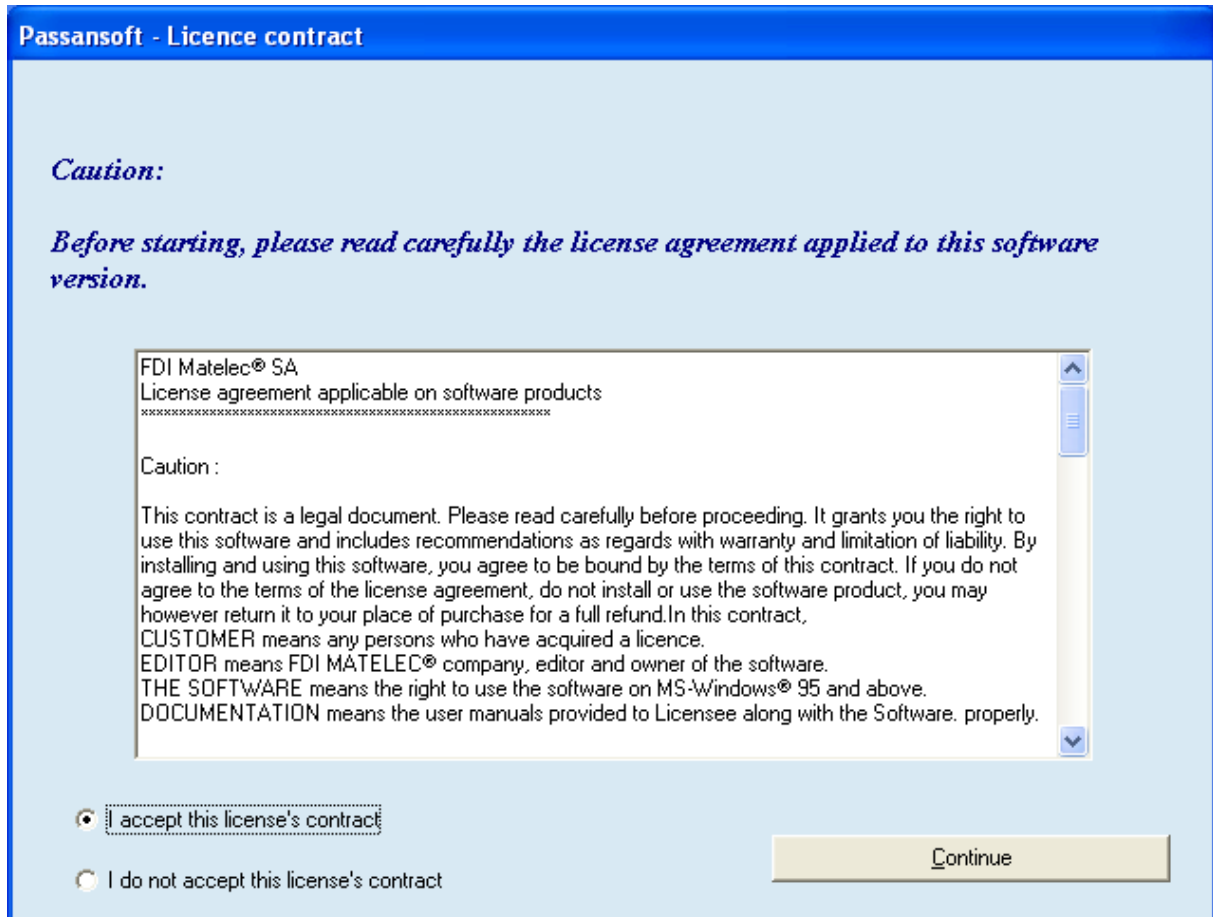 Passansoft - Licence contract
Caution:
Before starting, please read carefully the license agreement applied to this software
version.
FDI Matelec® SA
License agreement applicable on software products
******************************************************
Caution :
This contract is a legal document. Please read carefully before proceeding. It grants you the right to
use this software and includes recommendations as regards with warranty and limitation of liability. By
installing and using this software, you agree to be bound by the terms of this contract. If you do not
agree to the terms of the license agreement, do not install or use the software product, you may
however return it to your place of purchase for a full refund.In this contract,
CUSTOMER means any persons who have acquired a licence.
EDITOR means FDI MATELEC® company, editor and owner of the software.
THE SOFTWARE means the right to use the software on MS-Windows® 95 and above.
DOCUMENTATION means the user manuals provided to Licensee along with the Software. properly.
I accept this license's contract
Continue
I do not accept this license's contract